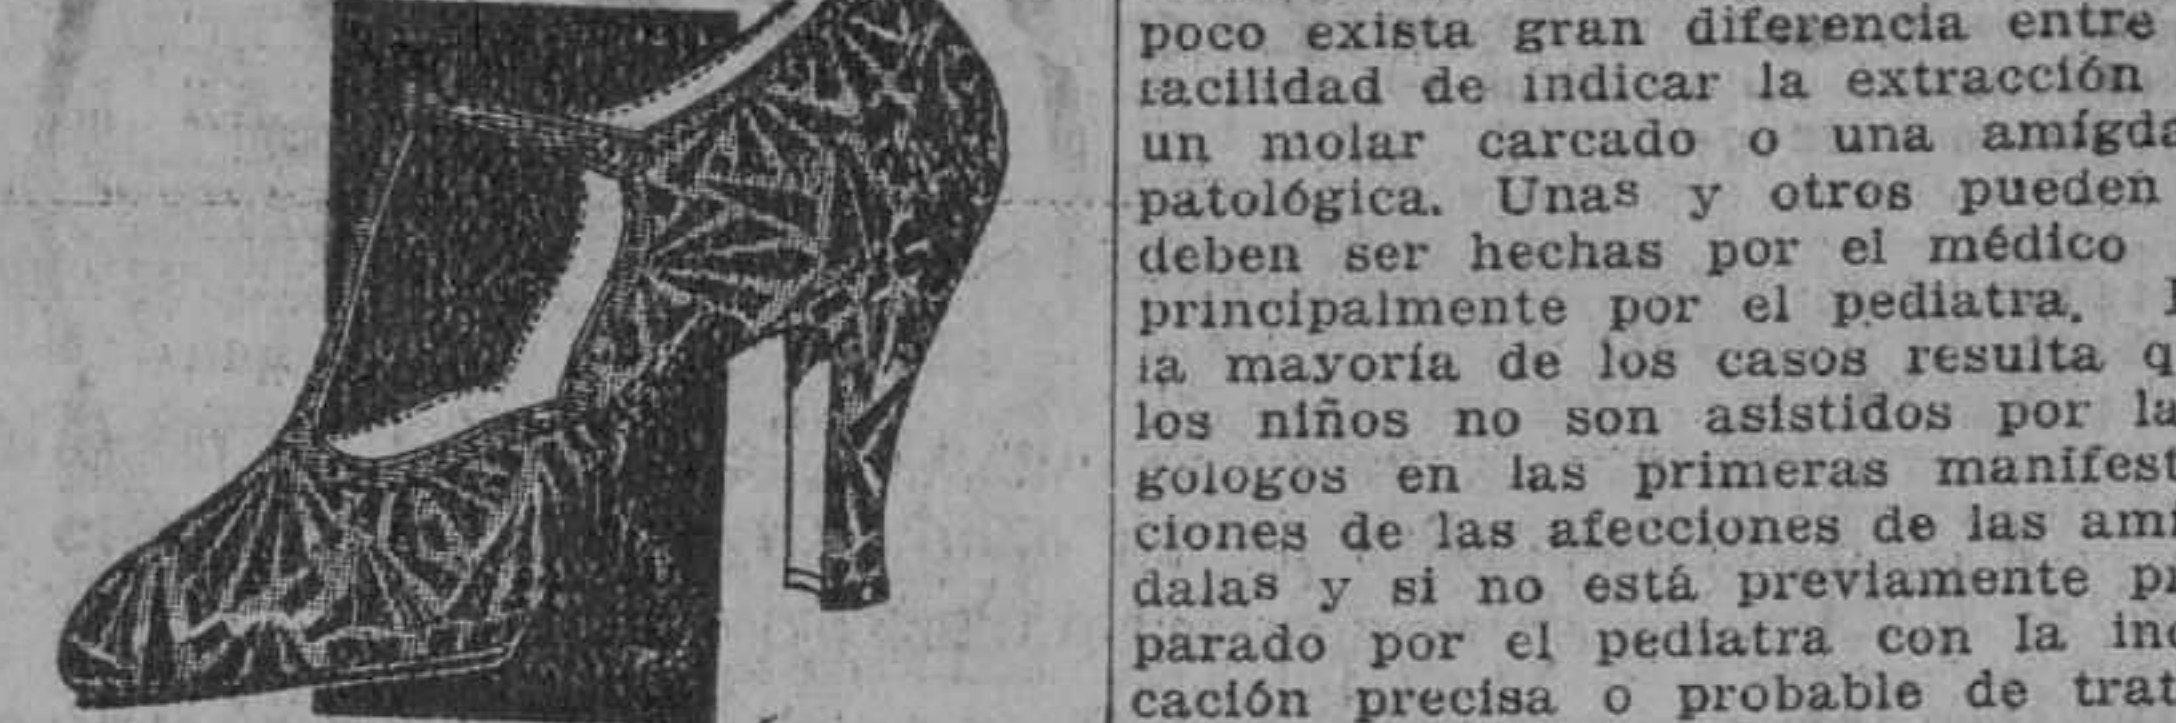 poco exista gran diferencia entre
facilidad de indicar la extracción
un molar carcado o una amígda
patológica. Unas y otros pueden
deben ser hechas por el médico
principalmente por el pediatra.
la mayoría de los casos resulta q
los niños no son asistidos por la
gologos en las primeras manifest
ciones de las afecciones de las am
dalas y si no está previamente p
parado por el pediatra con la in
cación precisa o probable de trat